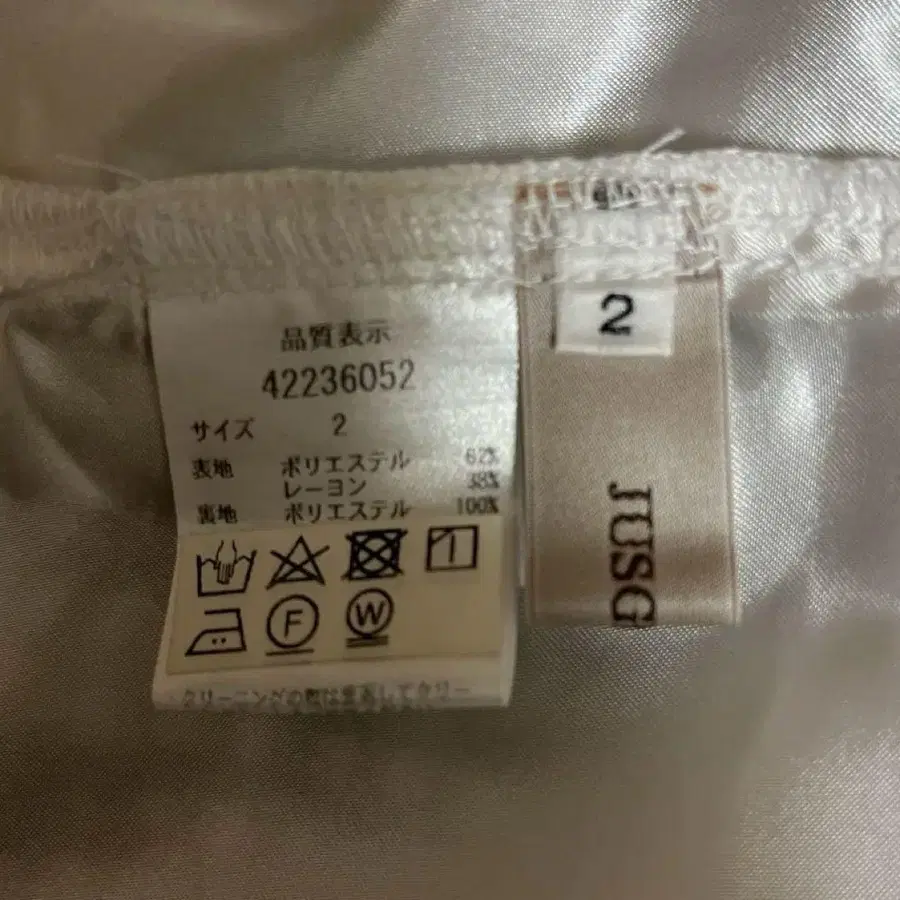 品質表示
42236052
サイズ 2
表地 ポリエステル 62%
レーヨン 38%
裏地 ポリエステル 100%
F W
2
JUSG